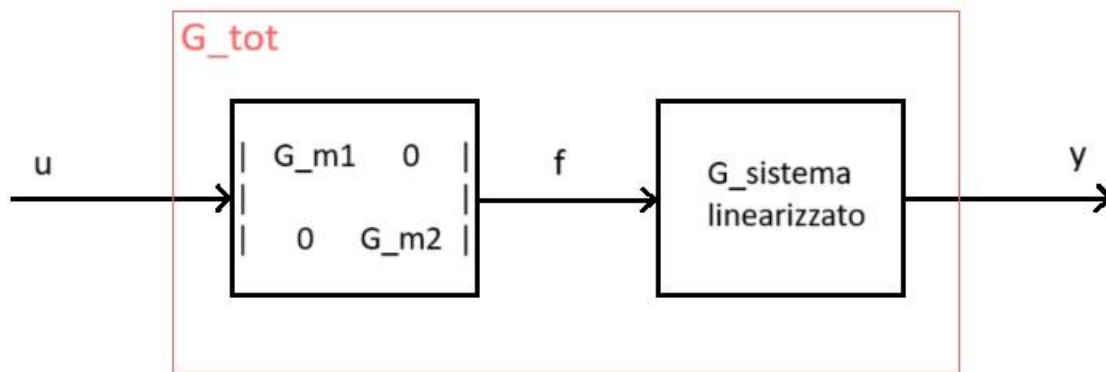 G_tot
u
| G_m1 0 |
|
| 0 G_m2 |
f
G_sistema
linearizzato
y